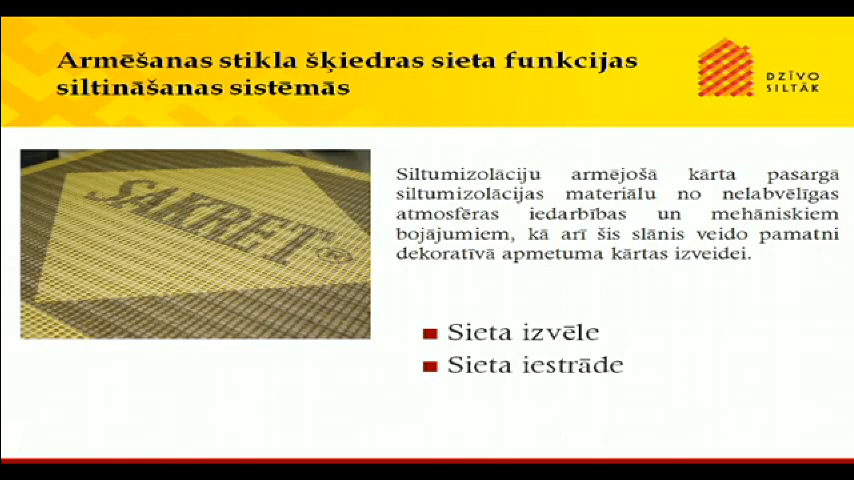 Armēšanas stikla šķiedras sieta funkcijas
siltināšanas sistēmās
DZĪVO
SILTĀK
SAKRET®
Siltumizolāciju armējošā kārta pasargā
siltumizolācijas materiālu no nelabvēlīgas
atmosfēras iedarbības un mehāniskiem
bojājumiem, kā arī šis slānis veido pamatni
dekoratīvā apmetuma kārtas izveidei.
Sieta izvēle
Sieta iestrāde